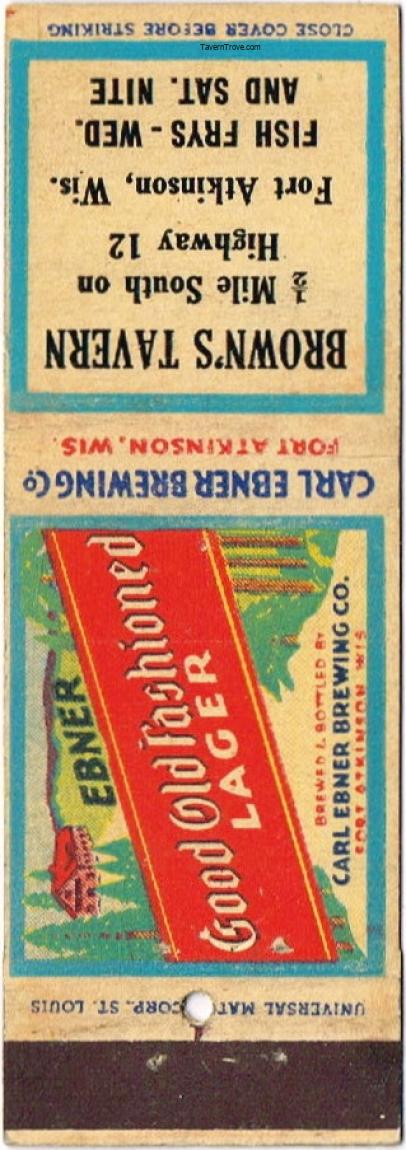 CLOSE COVER BEFORE STRIKING
TavernTrove.com
BROWN'S TAVERN
½ Mile South on
Highway 12
Fort Atkinson, Wis.
FISH FRYS - WED.
AND SAT. NITE
CARL EBNER BREWING CO
FORT ATKINSON, WIS.
EBNER
Good Old Fashioned
LAGER
BREWED & BOTTLED BY
CARL EBNER BREWING CO.
FORT ATKINSON WIS
UNIVERSAL MAT CORP. ST. LOUIS